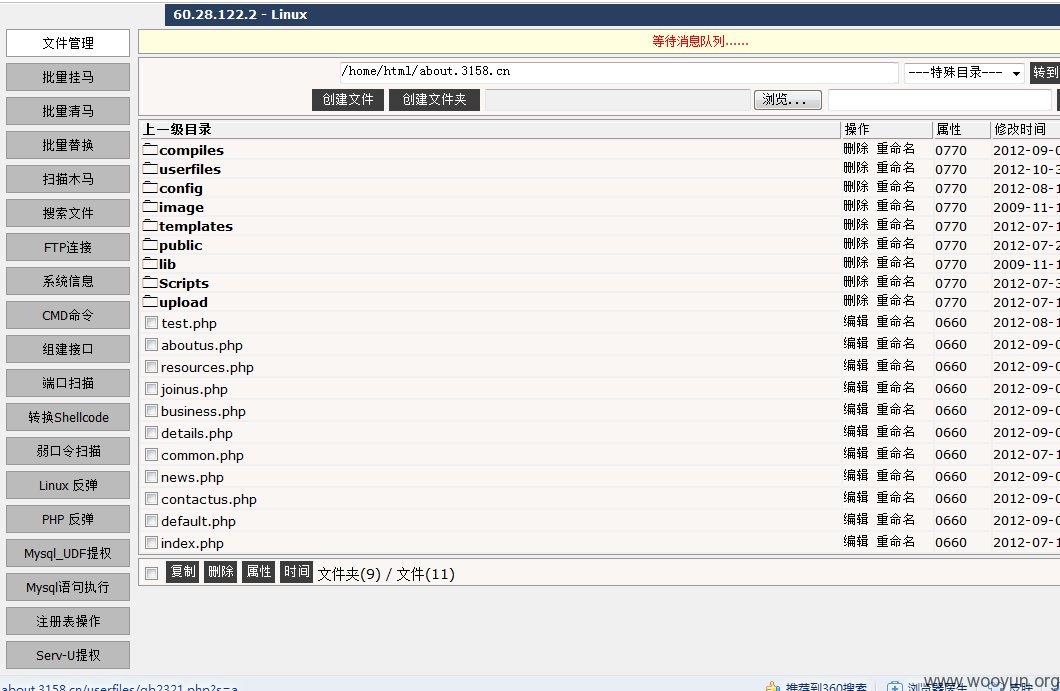 60.28.122.2 - Linux
等待消息队列......
文件管理
批量挂马
批量清马
批量替换
扫描木马
搜索文件
FTP连接
系统信息
CMD命令
组建接口
端口扫描
转换Shellcode
弱口令扫描
Linux 反弹
PHP 反弹
Mysql_UDF提权
Mysql语句执行
注册表操作
Serv-U提权
/home/html/about.3158.cn ---特殊目录--- 转到
创建文件 创建文件夹 浏览...
上一级目录 操作 属性 修改时间
compiles 删除 重命名 0770 2012-09-0
userfiles 删除 重命名 0770 2012-10-3
config 删除 重命名 0770 2012-08-1
image 删除 重命名 0770 2009-11-1
templates 删除 重命名 0770 2012-07-1
public 删除 重命名 0770 2012-07-2
lib 删除 重命名 0770 2009-11-1
Scripts 删除 重命名 0770 2012-07-3
upload 删除 重命名 0770 2012-07-1
test.php 编辑 重命名 0660 2012-08-1
aboutus.php 编辑 重命名 0660 2012-09-0
resources.php 编辑 重命名 0660 2012-09-0
joinus.php 编辑 重命名 0660 2012-09-0
business.php 编辑 重命名 0660 2012-09-0
details.php 编辑 重命名 0660 2012-09-0
common.php 编辑 重命名 0660 2012-07-1
news.php 编辑 重命名 0660 2012-09-0
contactus.php 编辑 重命名 0660 2012-09-0
default.php 编辑 重命名 0660 2012-09-0
index.php 编辑 重命名 0660 2012-07-1
复制 删除 属性 时间 文件夹(9) / 文件(11)
about.3158.cn/userfiles/gb2321.php?s=a 推荐到360搜索 浏览器医生
www.wooyun.org